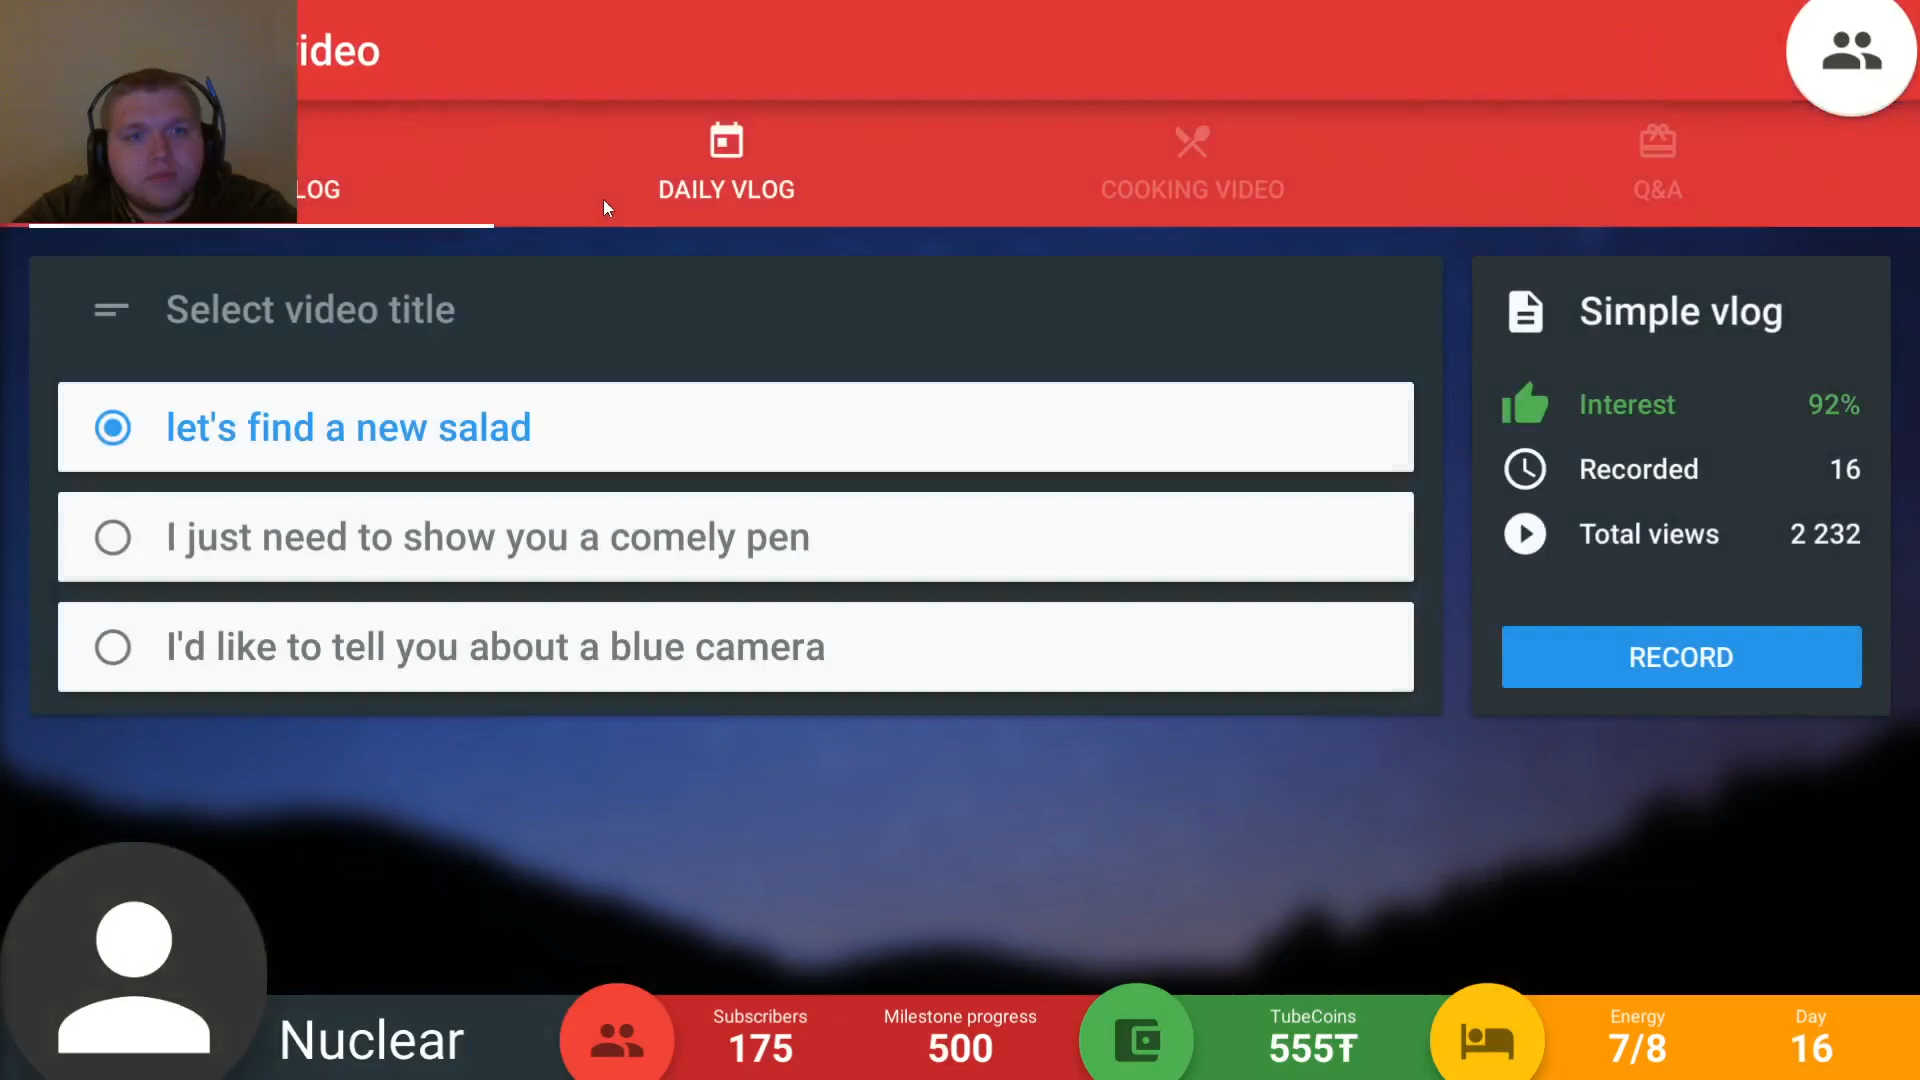 ideo
LOG
DAILY VLOG
COOKING VIDEO
Q&A
Select video title
let's find a new salad
I just need to show you a comely pen
I'd like to tell you about a blue camera
Simple vlog
Interest 92%
Recorded 16
Total views 2 232
RECORD
Nuclear
Subscribers
175
Milestone progress
500
TubeCoins
555Ŧ
Energy
7/8
Day
16